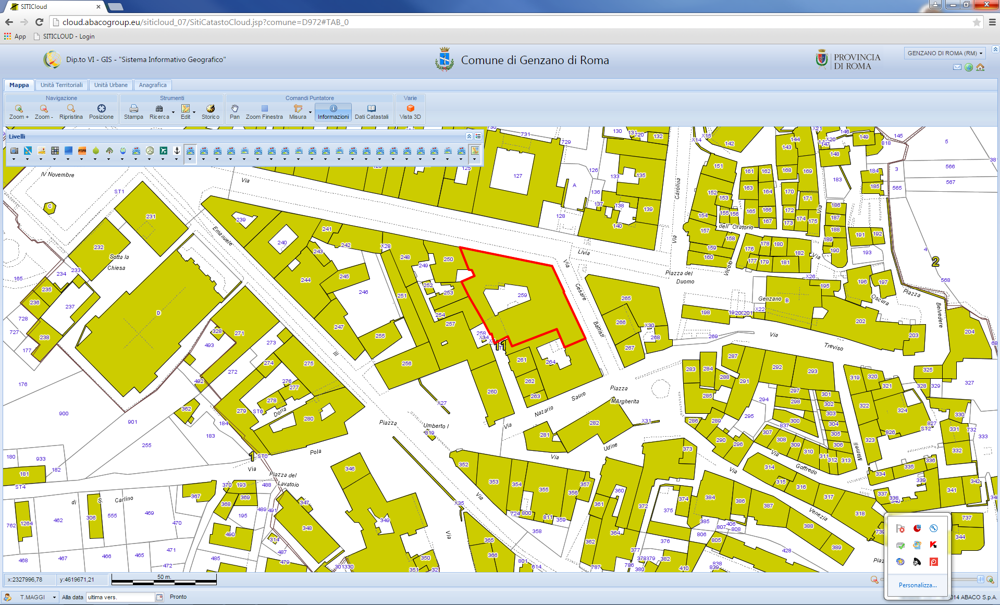 SITICloud
cloud.abacogroup.eu/siticloud_07/SitiCatastoCloud.jsp?comune=D972#TAB_0
App
SITICLOUD - Login
Dip.to VI - GIS - "Sistema Informativo Geografico"
Comune di Genzano di Roma
PROVINCIA
DI ROMA
GENZANO DI ROMA (RM)
Mappa
Unità Territoriali
Unità Urbane
Anagrafica
Navigazione
Strumenti
Comandi Puntatore
Varie
Zoom +
Zoom -
Ripristina
Posizione
Stampa
Ricerca
Edit
Storico
Pan
Zoom Finestra
Misura
Informazioni
Dati Catastali
Vista 3D
Livelli
PTPR
731
729
130
720
132
X14
X15
142
144
143
X21
X20
147
146
149
818
145
5
148
IV Novembre
Via
ST1
C
231
232
Sotta la
Chiesa
234
233
165
235
236
237
238
728
727
177
176
D
239
Emanuere
240
241
242
243
X28
244
245
246
247
248
249
250
251
252
253
254
255
256
257
258
X34
259
11
260
261
262
263
264
127
126
A
133
135
136
137
138
139
140
128
Livia
Via
Cesare
Battisti
Carolina
Via
151
152
153
154
155
156
157
158
159
160
dell' Oratorio
161
162
163
164
165
166
167
168
169
170
171
172
173
174
175
183
184
185
186
187
188
189
190
191
192
193
3
565
566
567
4
2
568
176
177
178
179
180
181
182
Vicolo
Via
X26
195
196
197
Oscura
Piazza
Belvedere
Piazza del
Duomo
Genzano
B
X22
198
202
203
204
265
266
267
268
X30
269
Via
Treviso
III
328
271
493
273
272
274
275
276
277
278
279
280
ST6
Doria
492
362
184
183
900
901
255
Piazza
Umberto I
819
X27
Nazario
Sauro
Piazza
MArgherita
Via
281
282
X31
Udine
Via
283
284
285
286
287
288
289
290
291
292
293
294
295
296
297
298
300
837
301
302
303
304
305
306
307
308
309
310
311
312
313
314
315
316
317
318
Via
Goffredo
Mameli
319
320
321
322
323
324
325
328
329
327
826
827
ST2
330
331
732
333
332
334
335
336
337
338
339
341
342
180
933
182
181
ST4
1
ST0
Via
Pola
Piazza del
Lavatoio
di
S.
Carlino
762
1264
462
306
555
469
470
468
467
466
465
471
472
485
367
370
193
488
369
368
195
489
491
490
314
487
479
347
348
346
349
301
330
350
351
X35
Via
Via
352
353
354
355
356
357
724
800
811
359
358
365
366
801
614
360
361
362
364
787
786
372
373
374
375
376
377
378
379
380
382
384
385
386
387
388
389
406
807
808
806
805
410
838
839
428
Via
Venezia
739
737
344
Personalizza...
x:2327996,78
y:4619671,21
50 m.
T.MAGGI
Alla data
ultima vers.
Pronto
014 ABACO S.p.A.